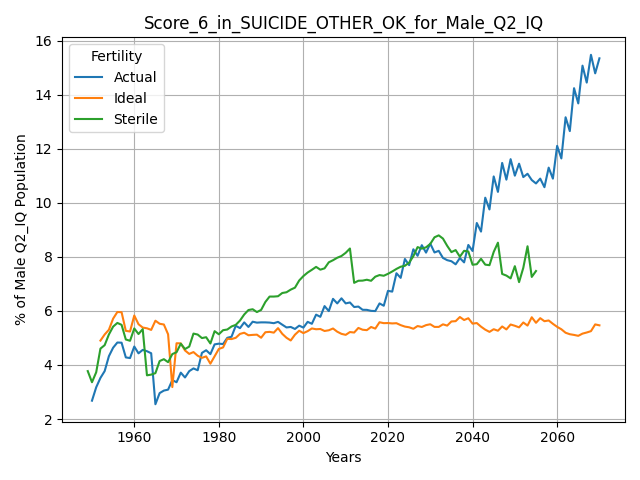 Score_6_in_SUICIDE_OTHER_OK_for_Male_Q2_IQ
Fertility
Actual
Ideal
Sterile
% of Male Q2_IQ Population
16
14
12
10
8
6
4
2
1960
1980
2000
2020
2040
2060
Years